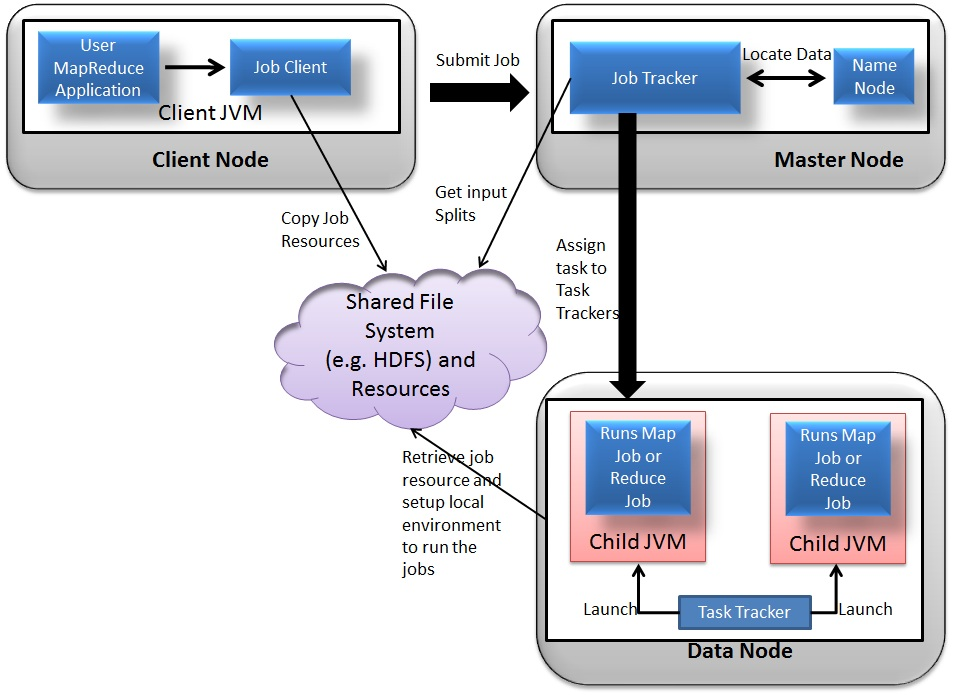 User
MapReduce
Application
Job Client
Client JVM
Client Node
Submit Job
Job Tracker
Locate Data
Name
Node
Master Node
Copy Job
Resources
Get input
Splits
Assign
task to
Task
Trackers
Shared File
System
(e.g. HDFS) and
Resources
Retrieve job
resource and
setup local
environment
to run the
jobs
Runs Map
Job or
Reduce
Job
Child JVM
Runs Map
Job or
Reduce
Job
Child JVM
Launch
Task Tracker
Launch
Data Node